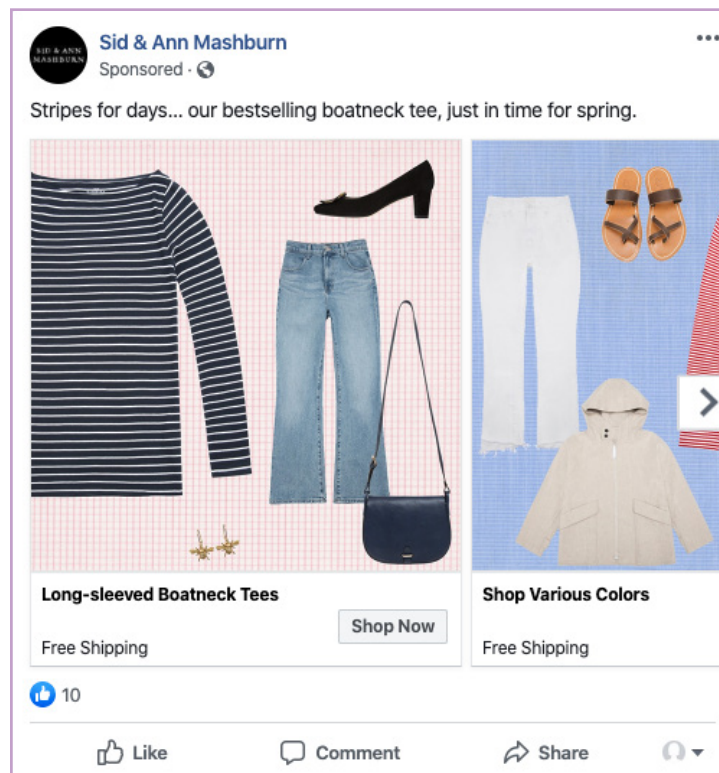 SID & ANN
MASHBURN
Sid & Ann Mashburn
Sponsored ·
Stripes for days... our bestselling boatneck tee, just in time for spring.
Long-sleeved Boatneck Tees
Shop Now
Free Shipping
Shop Various Colors
Free Shipping
10
Like
Comment
Share